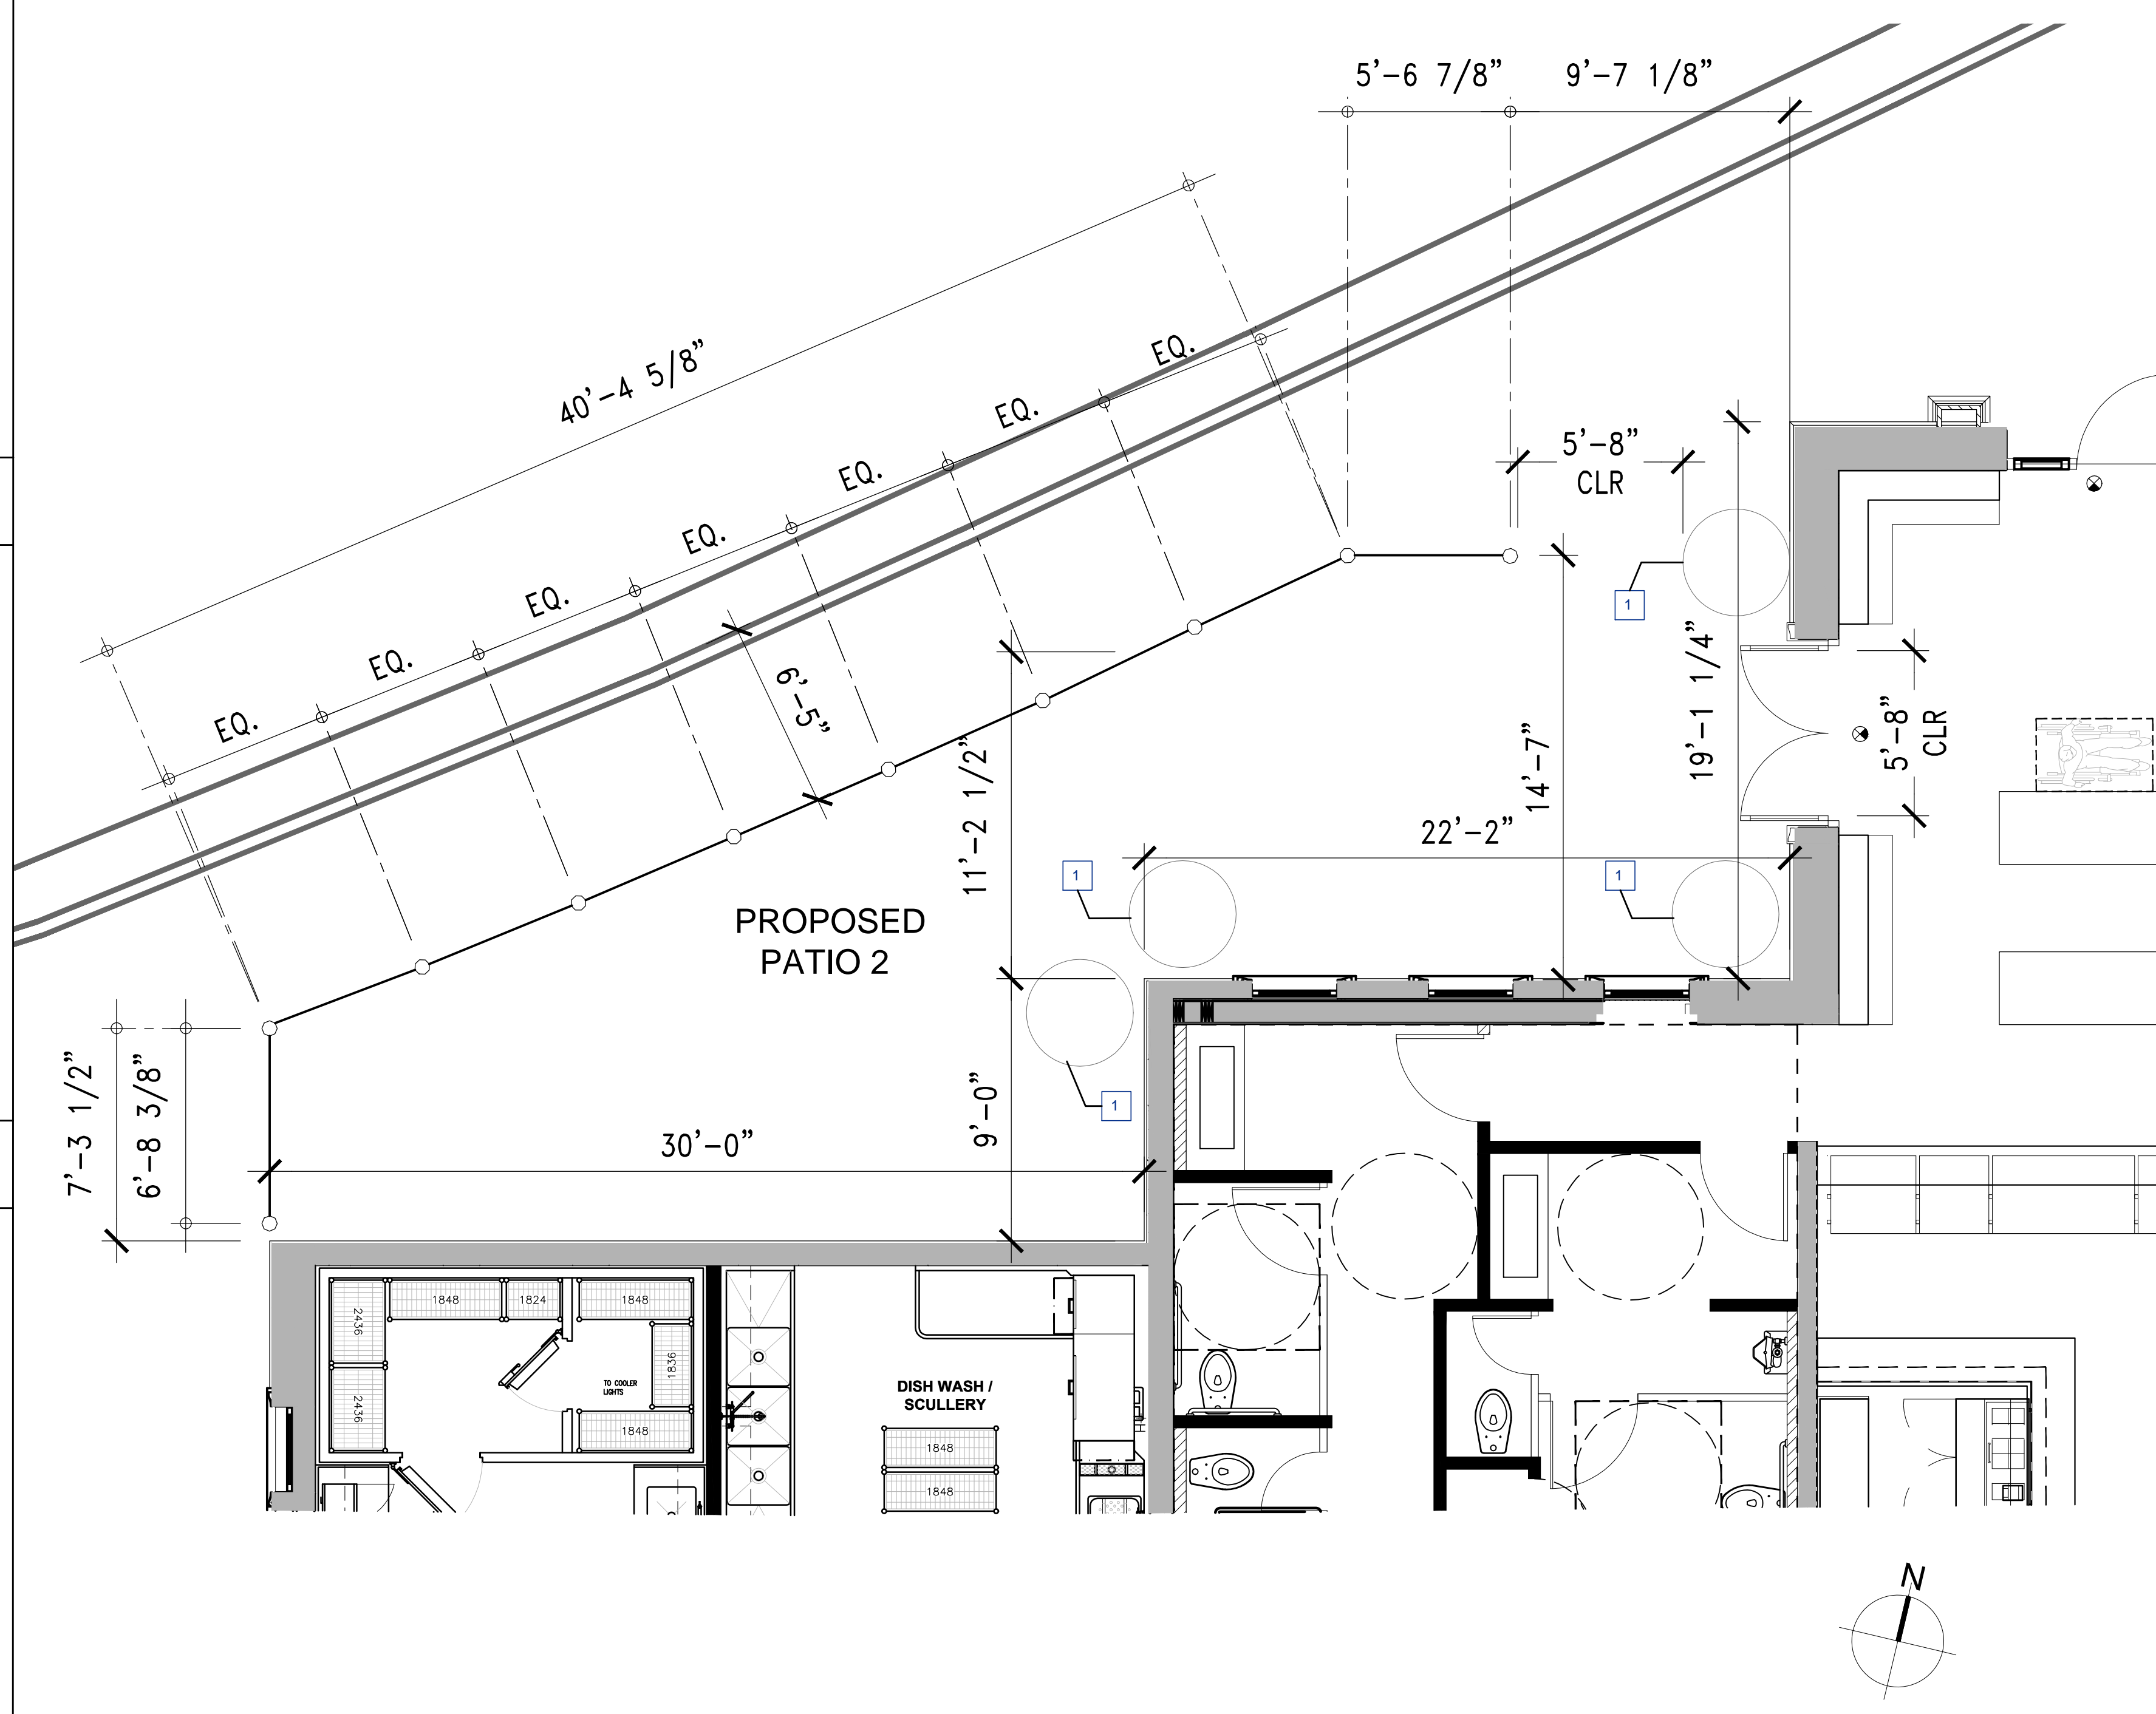 5’-6 7/8” 9’-7 1/8”
40’-4 5/8”
EQ.
EQ.
EQ.
EQ.
EQ.
EQ.
EQ.
5’-8”
CLR
1
6’-5”
19’-1 1/4”
5’-8”
CLR
11’-2 1/2”
14’-7”
22’-2”
1
1
PROPOSED
PATIO 2
7’-3 1/2”
6’-8 3/8”
9’-0”
1
30’-0”
2436
1848
1824
1848
1836
2436
TO COOLER
LIGHTS
1848
DISH WASH /
SCULLERY
1848
1848
N